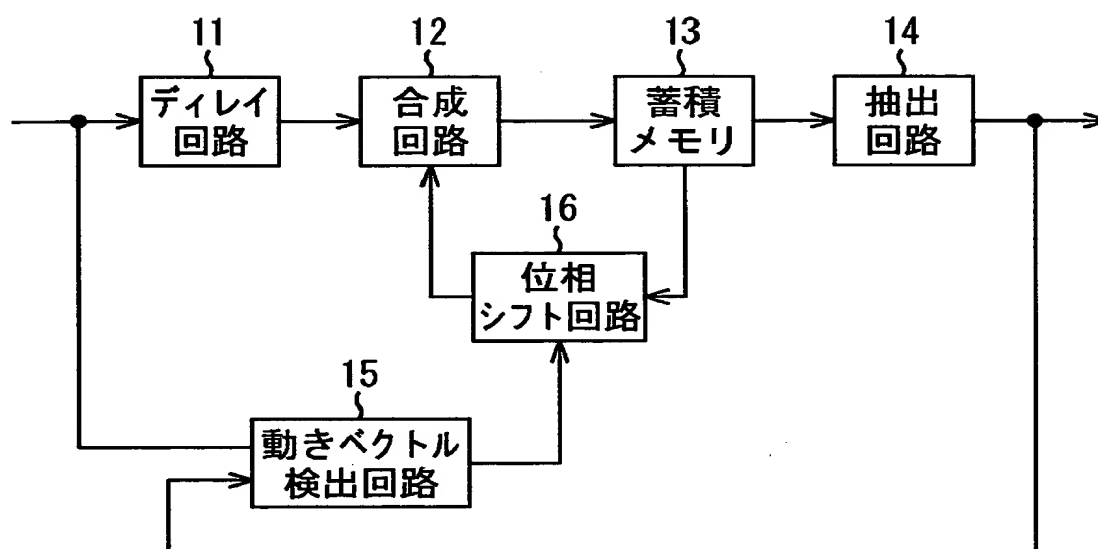 11
12
13
14
ディレイ
回路
合成
回路
蓄積
メモリ
抽出
回路
16
位相
シフト回路
15
動きベクトル
検出回路